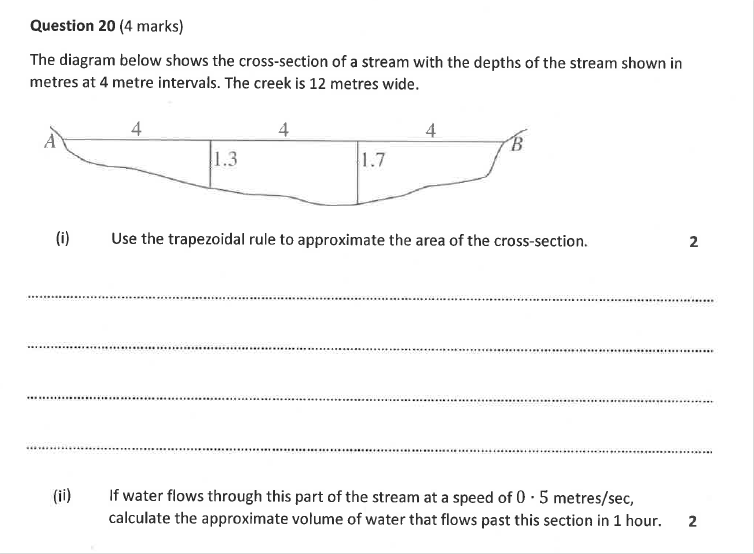 Question 20 (4 marks)
The diagram below shows the cross-section of a stream with the depths of the stream shown in
metres at 4 metre intervals. The creek is 12 metres wide.
4 4 4
A B
1.3 1.7
(i) Use the trapezoidal rule to approximate the area of the cross-section. 2
(ii) If water flows through this part of the stream at a speed of 0 · 5 metres/sec,
calculate the approximate volume of water that flows past this section in 1 hour. 2